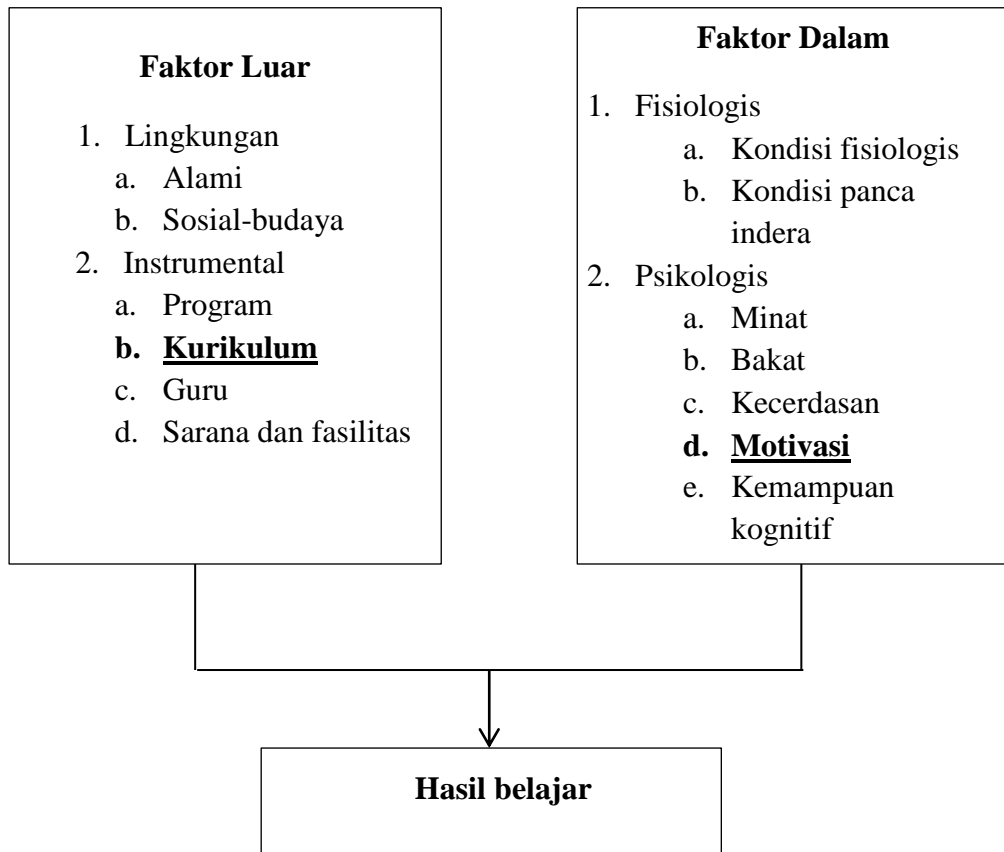 Faktor Luar
1. Lingkungan
a. Alami
b. Sosial-budaya
2. Instrumental
a. Program
b. Kurikulum
c. Guru
d. Sarana dan fasilitas
Faktor Dalam
1. Fisiologis
a. Kondisi fisiologis
b. Kondisi panca
indera
2. Psikologis
a. Minat
b. Bakat
c. Kecerdasan
d. Motivasi
e. Kemampuan
kognitif
Hasil belajar